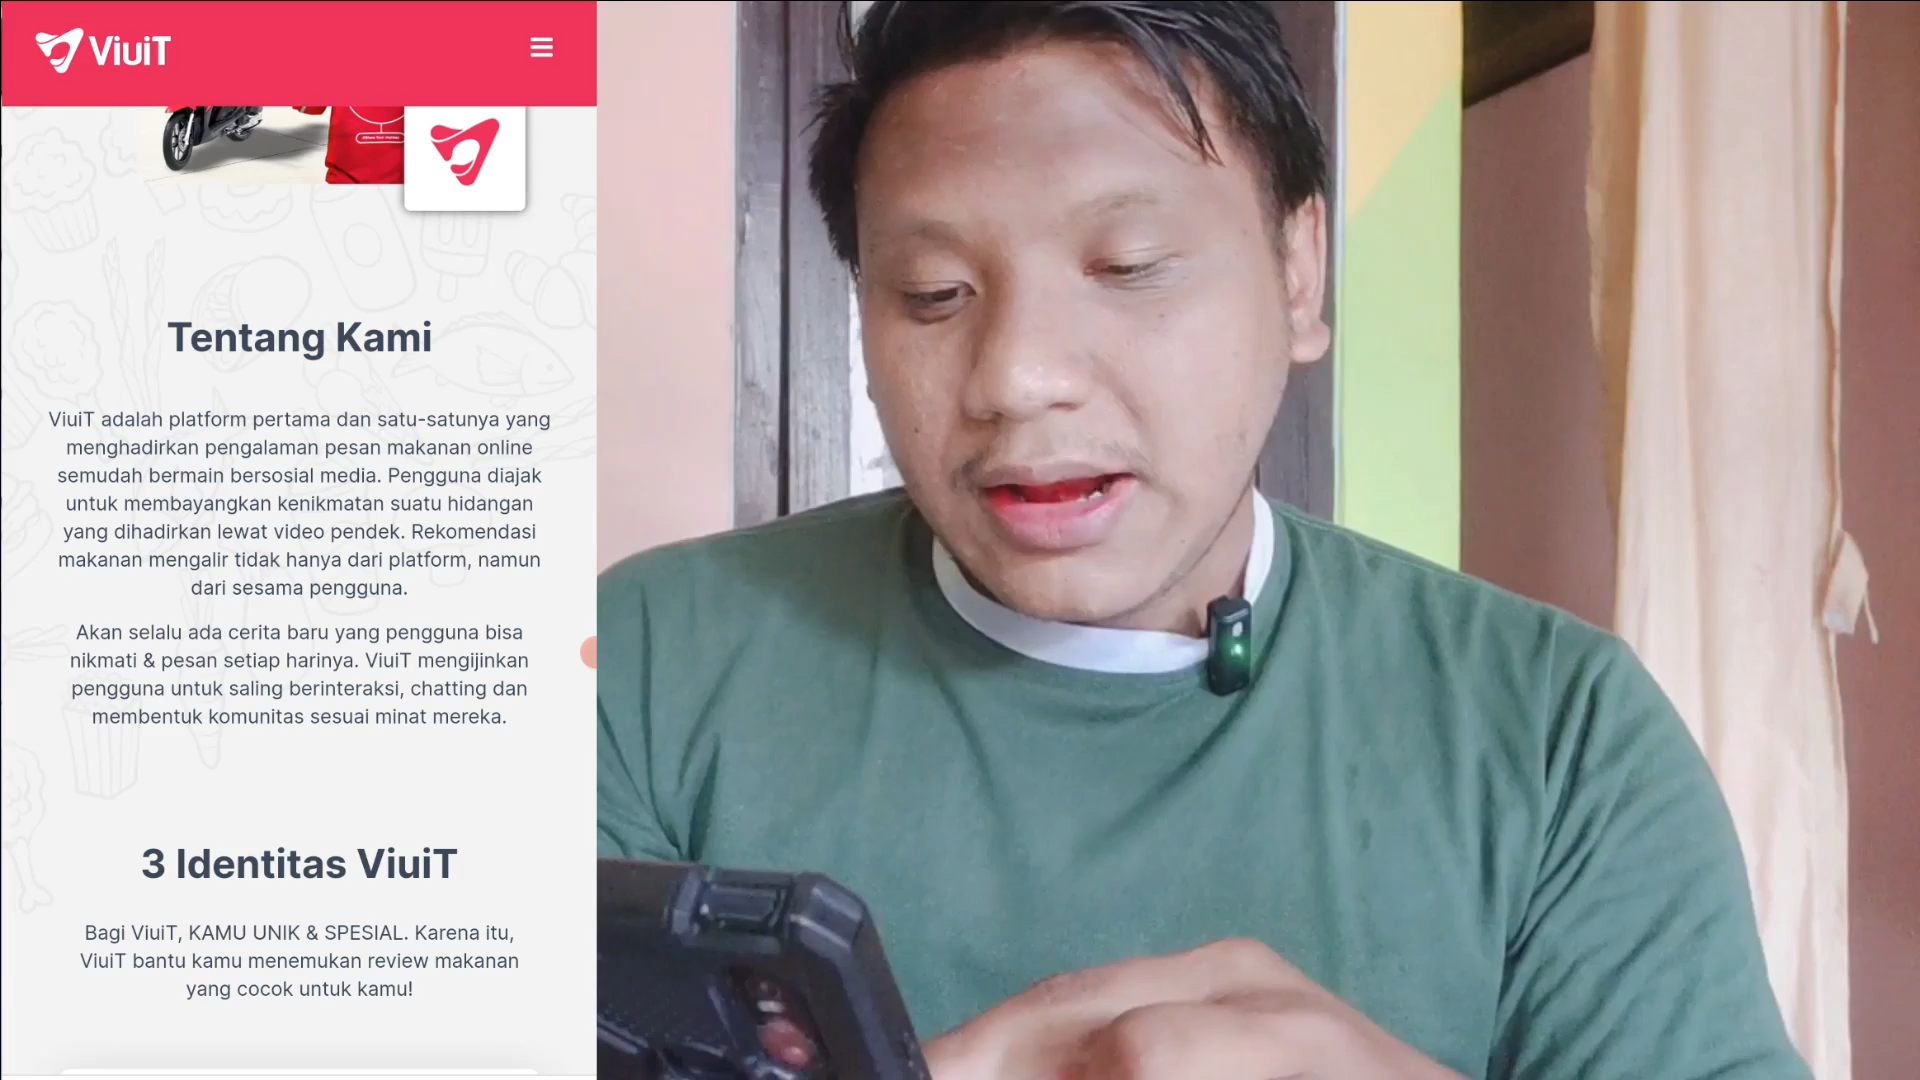 ViuiT
Tentang Kami
ViuiT adalah platform pertama dan satu-satunya yang
menghadirkan pengalaman pesan makanan online
semudah bermain bersosial media. Pengguna diajak
untuk membayangkan kenikmatan suatu hidangan
yang dihadirkan lewat video pendek. Rekomendasi
makanan mengalir tidak hanya dari platform, namun
dari sesama pengguna.
Akan selalu ada cerita baru yang pengguna bisa
nikmati & pesan setiap harinya. ViuiT mengijinkan
pengguna untuk saling berinteraksi, chatting dan
membentuk komunitas sesuai minat mereka.
3 Identitas ViuiT
Bagi ViuiT, KAMU UNIK & SPESIAL. Karena itu,
ViuiT bantu kamu menemukan review makanan
yang cocok untuk kamu!